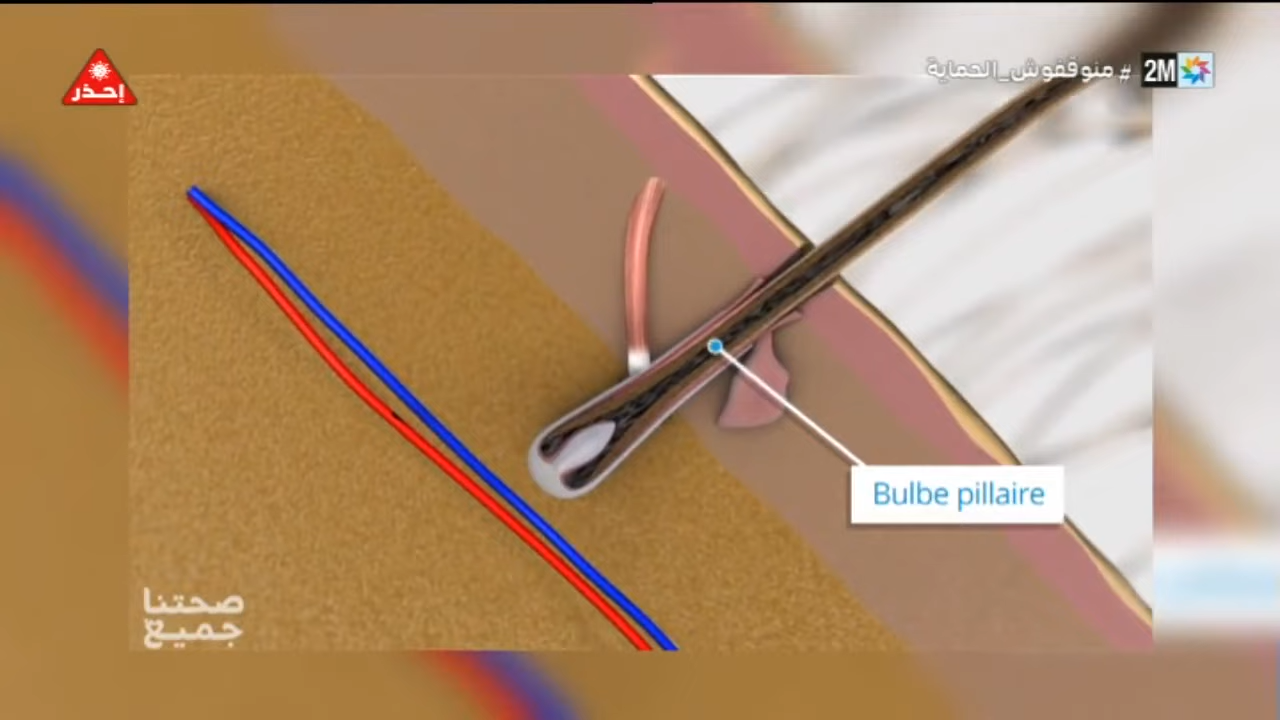 إحذر
# منوقفوش_الحماية
2M
Bulbe pillaire
صحتنا
جميع